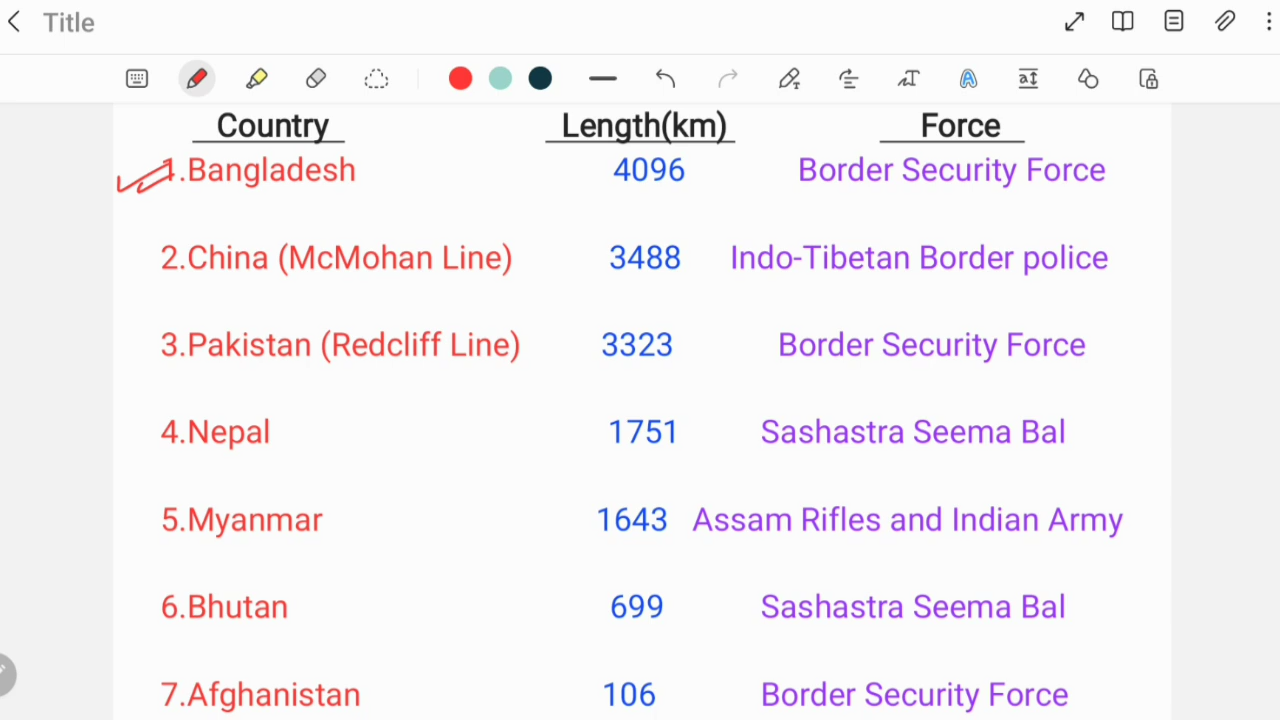 Title
Country Length(km) Force
1.Bangladesh 4096 Border Security Force
2.China (McMohan Line) 3488 Indo-Tibetan Border police
3.Pakistan (Redcliff Line) 3323 Border Security Force
4.Nepal 1751 Sashastra Seema Bal
5.Myanmar 1643 Assam Rifles and Indian Army
6.Bhutan 699 Sashastra Seema Bal
7.Afghanistan 106 Border Security Force